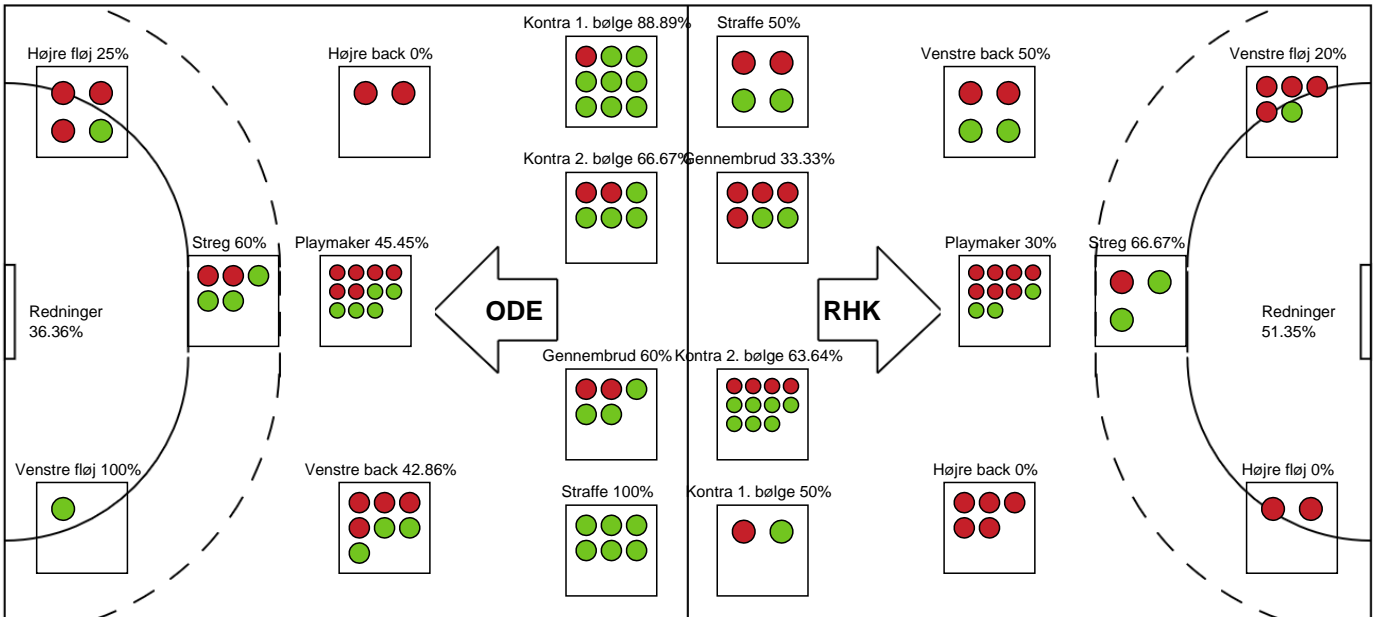 Kontra 1. bølge 88.89%
Straffe 50%
Højre fløj 25%
Højre back 0%
Venstre back 50%
Venstre fløj 20%
Kontra 2. bølge 66.67%
Gennembrud 33.33%
Streg 60%
Playmaker 45.45%
Playmaker 30%
Streg 66.67%
Redninger
36.36%
ODE
RHK
Redninger
51.35%
Gennembrud 60%
Kontra 2. bølge 63.64%
Venstre fløj 100%
Venstre back 42.86%
Højre back 0%
Højre fløj 0%
Straffe 100%
Kontra 1. bølge 50%